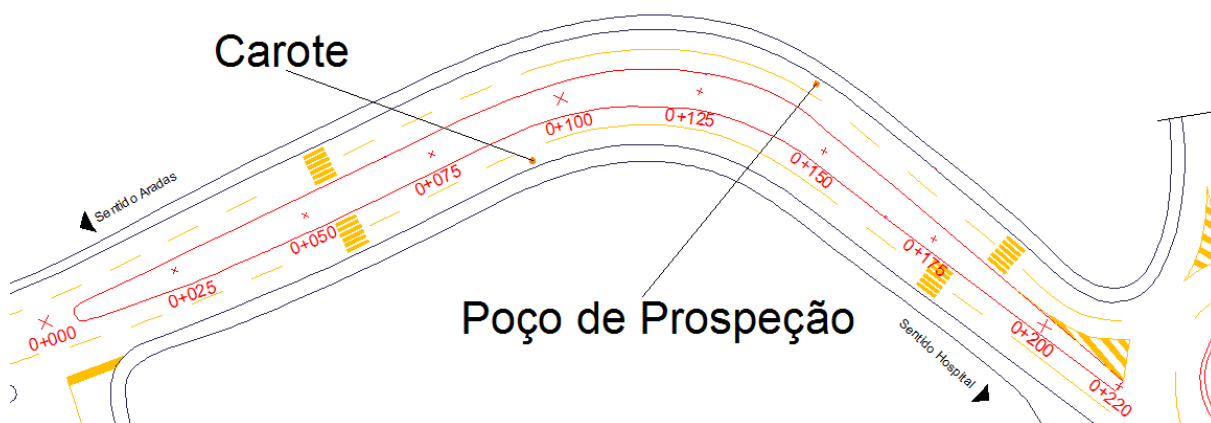 Carote
0+100
0+125
0+075
0+150
Sentido Aradas
0+050
0+175
0+025
Poço de Prospeção
0+000
0+200
Sentido Hospital
0+220